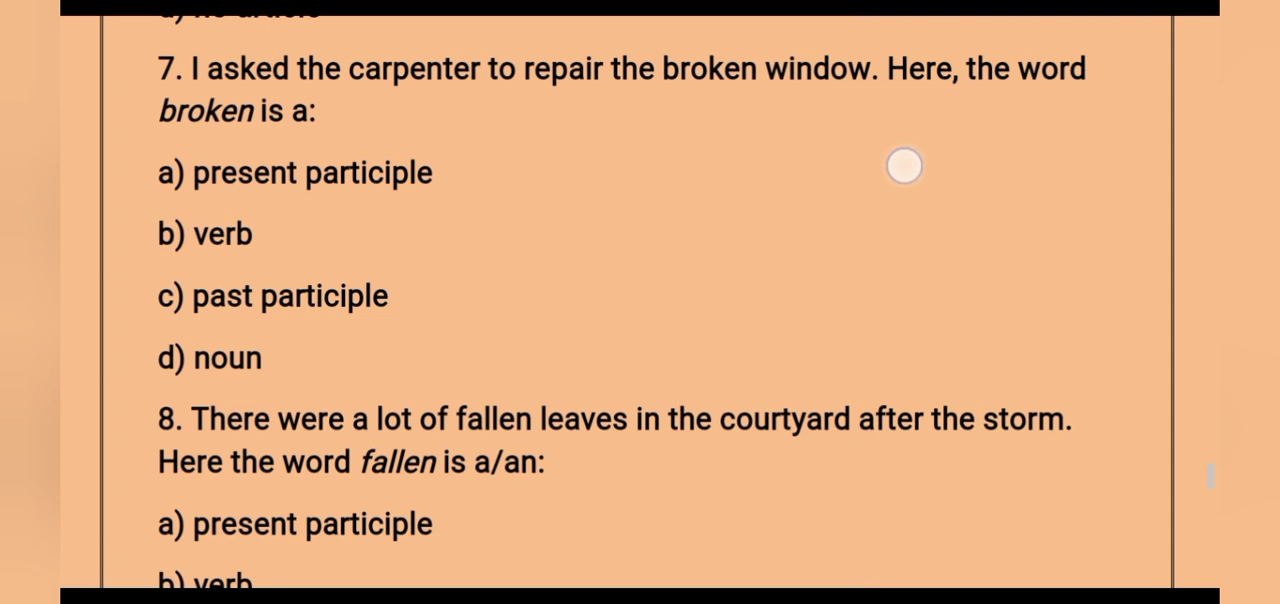 7. I asked the carpenter to repair the broken window. Here, the word
broken is a:
a) present participle
b) verb
c) past participle
d) noun
8. There were a lot of fallen leaves in the courtyard after the storm.
Here the word fallen is a/an:
a) present participle
b) verb